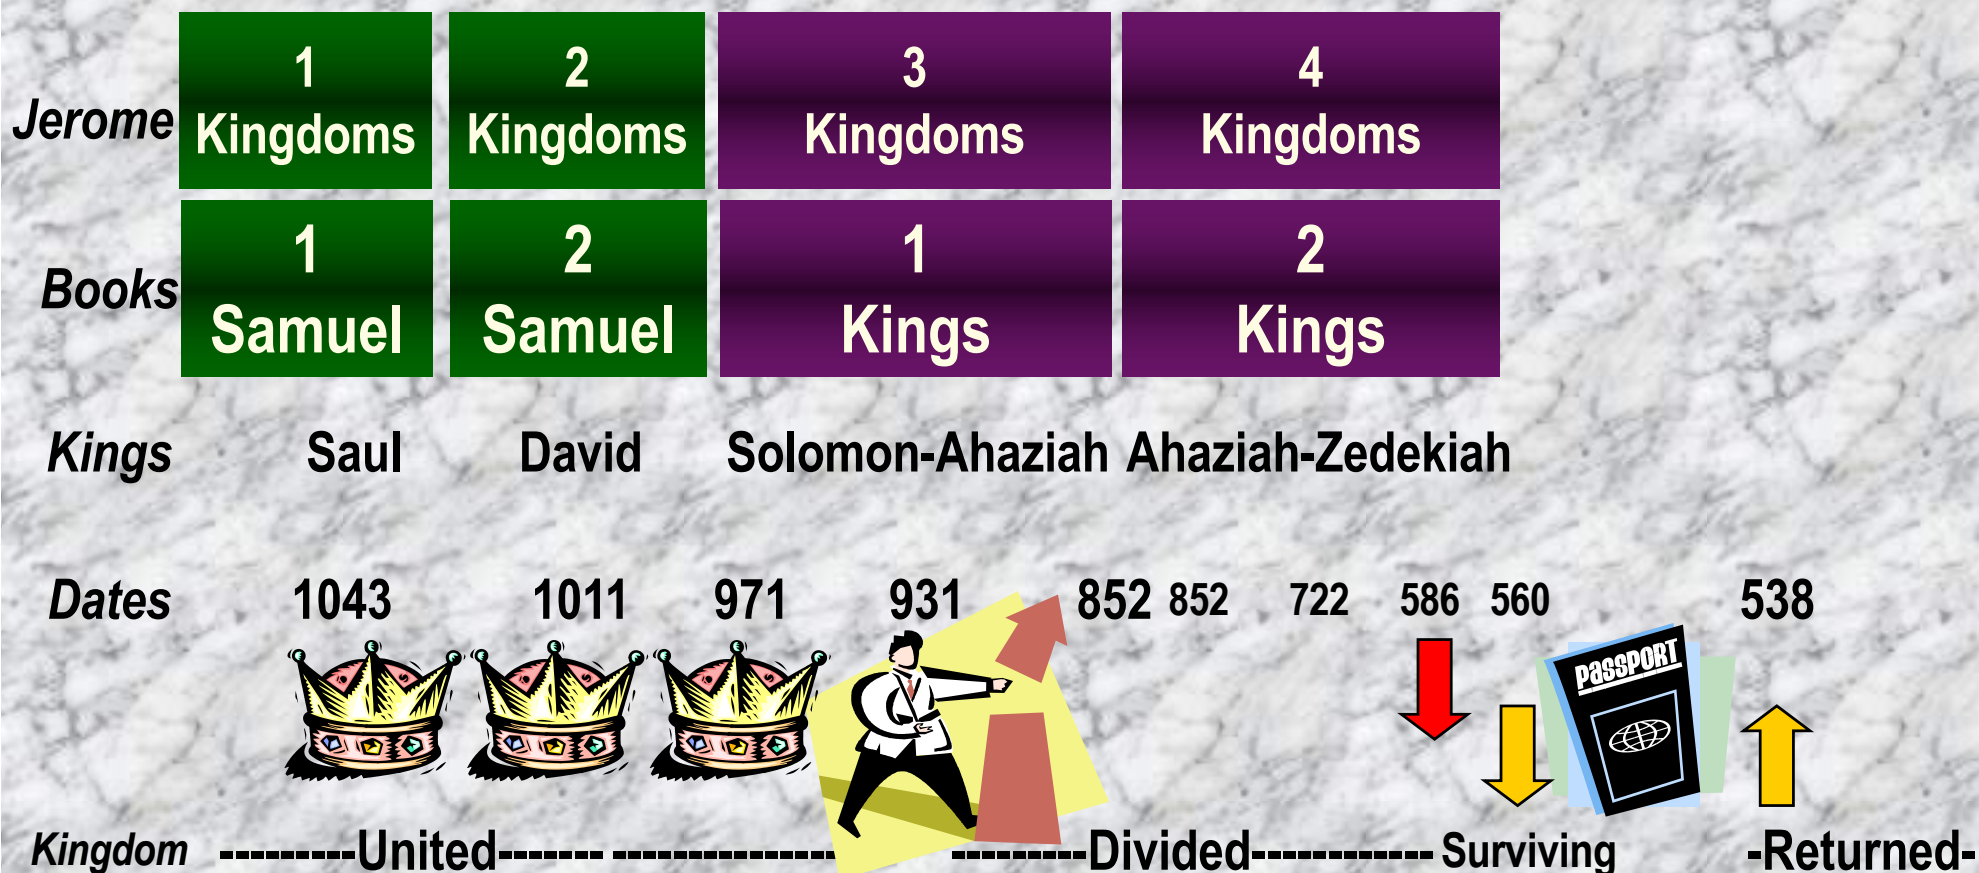 1 2 3 4
Jerome Kingdoms Kingdoms Kingdoms Kingdoms
1 2 1 2
Books Samuel Samuel Kings Kings
Kings Saul David Solomon-Ahaziah Ahaziah-Zedekiah
Dates 1043 1011 971 931 852 852 722 586 560 538
PASSPORT
Kingdom ---------United------- --------------- ---------Divided------------ Surviving -Returned-